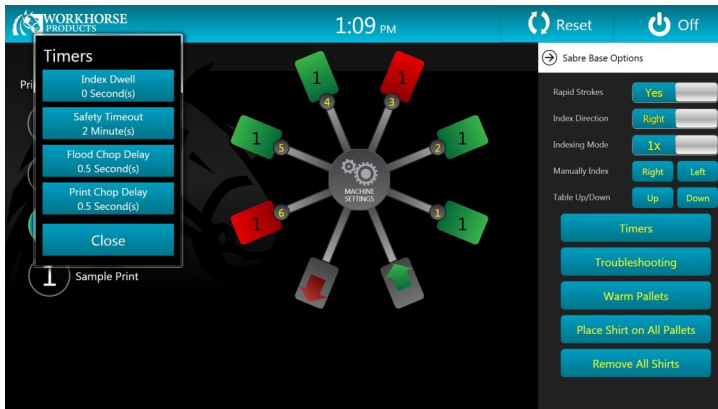 WORKHORSE
PRODUCTS
1:09 PM
Reset
Off
Timers
Index Dwell
0 Second(s)
Safety Timeout
2 Minute(s)
Flood Chop Delay
0.5 Second(s)
Print Chop Delay
0.5 Second(s)
Close
Pri
1 Sample Print
1
4
1
3
1
5
1
2
1
6
1
1
MACHINE
SETTINGS
Sabre Base Options
Rapid Strokes Yes
Index Direction Right
Indexing Mode 1x
Manually Index Right Left
Table Up/Down Up Down
Timers
Troubleshooting
Warm Pallets
Place Shirt on All Pallets
Remove All Shirts